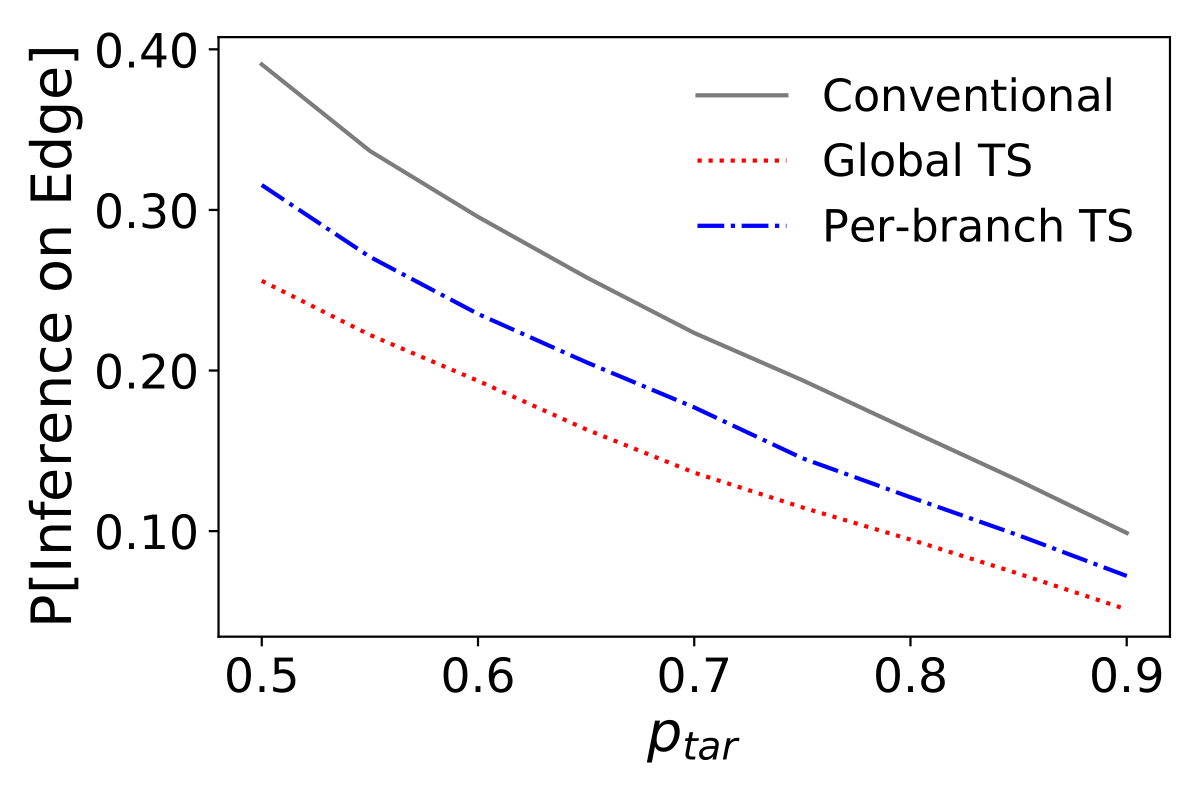 P[Inference on Edge]
0.40
0.30
0.20
0.10
Conventional
Global TS
Per-branch TS
0.5 0.6 0.7 0.8 0.9
p_tar